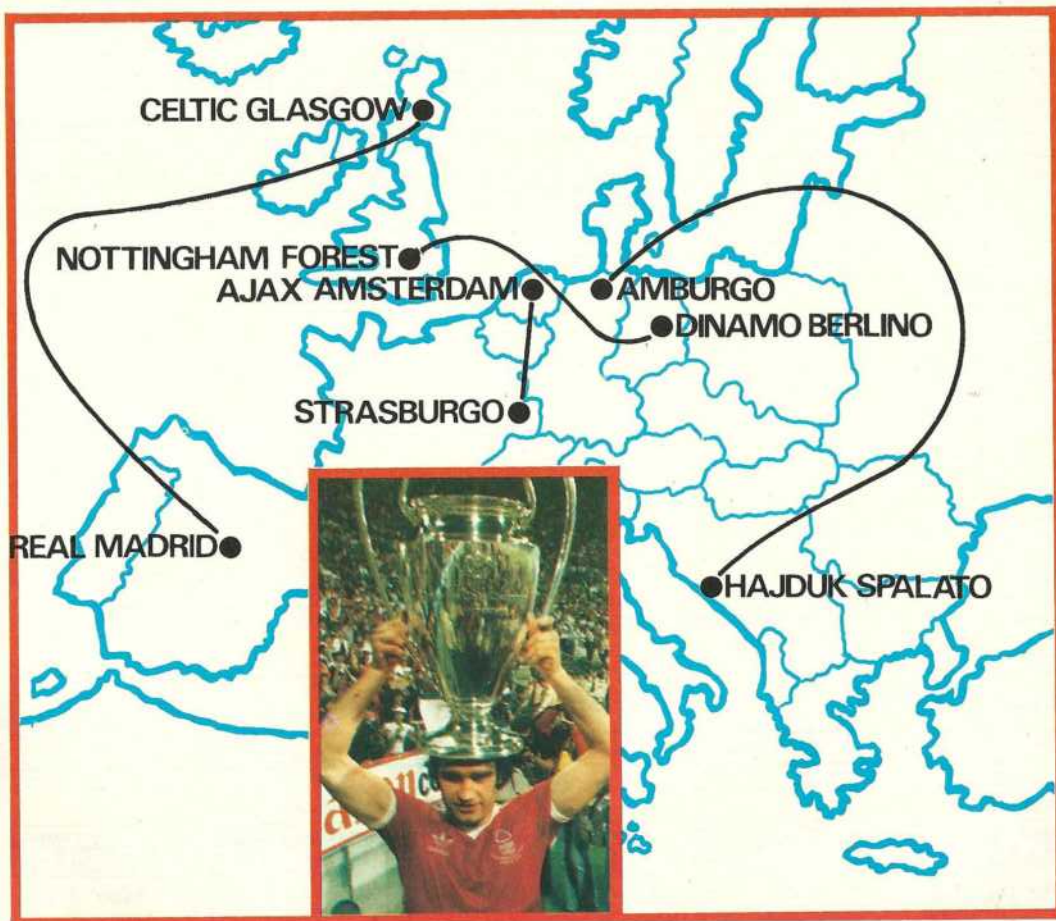 CELTIC GLASGOW
NOTTINGHAM FOREST
AJAX AMSTERDAM
AMBURGO
DINAMO BERLINO
STRASBURGO
REAL MADRID
HAJDUK SPALATO